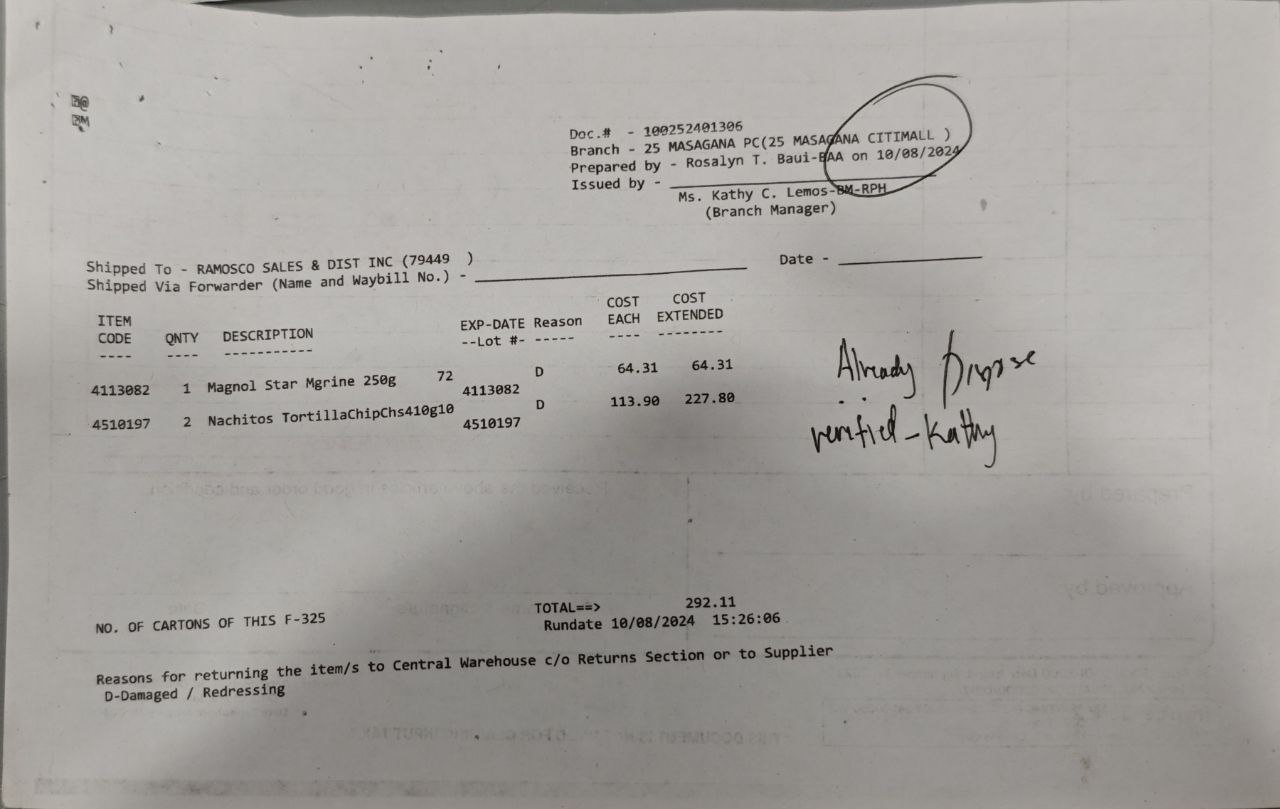 Doc.# - 100252401306
Branch - 25 MASAGANA PC(25 MASAGANA CITIMALL )
Prepared by - Rosalyn T. Baui-BAA on 10/08/2024
Issued by - 
Ms. Kathy C. Lemos-BM-RPH
(Branch Manager)
Shipped To - RAMOSCO SALES & DIST INC (79449 )
Shipped Via Forwarder (Name and Waybill No.) - 
Date - 
ITEM CODE QNTY DESCRIPTION EXP-DATE --Lot #- Reason COST EACH COST EXTENDED
4113082 1 Magnol Star Mgrine 250g 72 4113082 D 64.31 64.31
4510197 2 Nachitos TortillaChipChs410g10 4510197 D 113.90 227.80
Already Dispose
verified - Kathy
TOTAL==> 292.11
NO. OF CARTONS OF THIS F-325
Rundate 10/08/2024 15:26:06
Reasons for returning the item/s to Central Warehouse c/o Returns Section or to Supplier
D-Damaged / Redressing